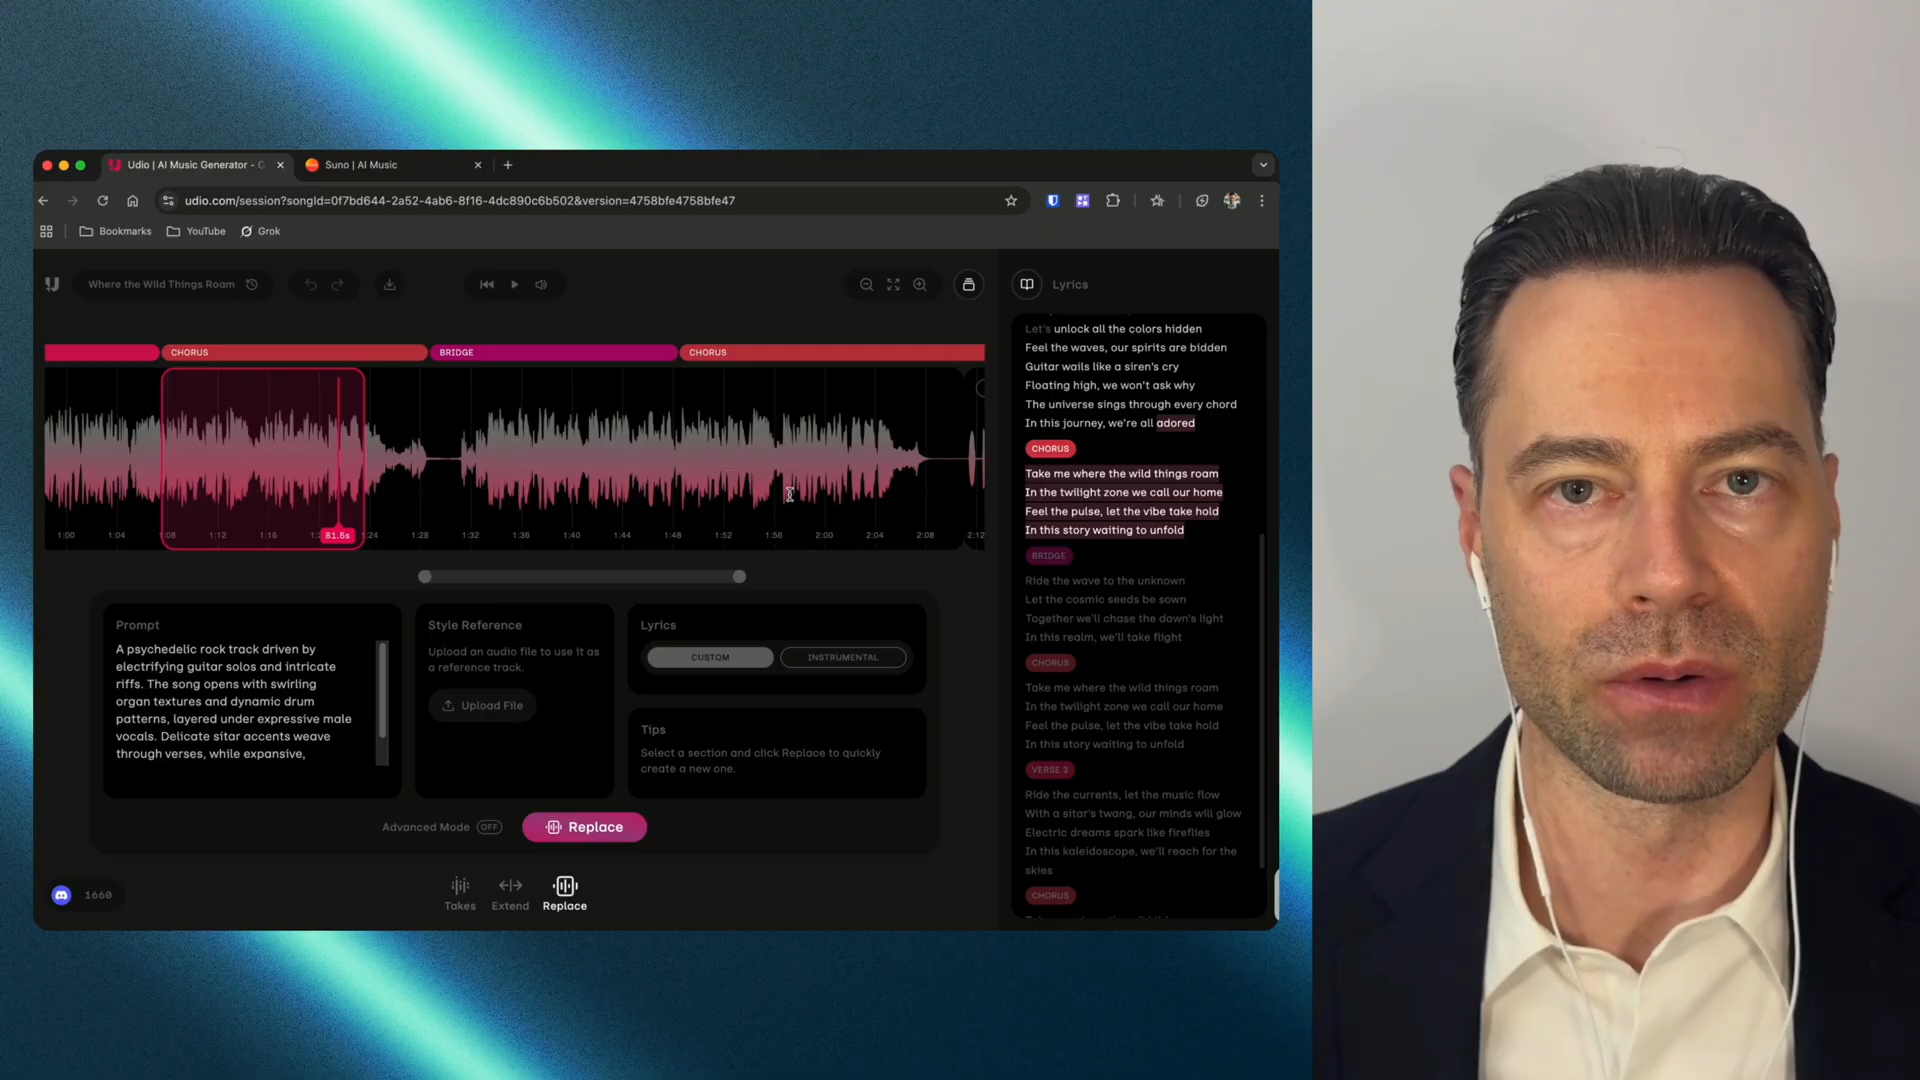 Udio | AI Music Generator - C
Suno | AI Music
udio.com/session?songId=0f7bd644-2a52-4ab6-8f16-4dc890c6b502&version=4758bfe4758bfe47
Bookmarks
YouTube
Grok
Where the Wild Things Roam
Lyrics
CHORUS
BRIDGE
CHORUS
1:00
1:04
1:08
1:12
1:16
81.5s
1:24
1:28
1:32
1:36
1:40
1:44
1:48
1:52
1:56
2:00
2:04
2:08
2:12
Prompt
A psychedelic rock track driven by
electrifying guitar solos and intricate
riffs. The song opens with swirling
organ textures and dynamic drum
patterns, layered under expressive male
vocals. Delicate sitar accents weave
through verses, while expansive,
Style Reference
Upload an audio file to use it as
a reference track.
Upload File
Lyrics
CUSTOM
INSTRUMENTAL
Tips
Select a section and click Replace to quickly
create a new one.
Advanced Mode OFF
Replace
1660
Takes
Extend
Replace
Let's unlock all the colors hidden
Feel the waves, our spirits are bidden
Guitar wails like a siren's cry
Floating high, we won't ask why
The universe sings through every chord
In this journey, we're all adored
CHORUS
Take me where the wild things roam
In the twilight zone we call our home
Feel the pulse, let the vibe take hold
In this story waiting to unfold
BRIDGE
Ride the wave to the unknown
Let the cosmic seeds be sown
Together we'll chase the dawn's light
In this realm, we'll take flight
CHORUS
Take me where the wild things roam
In the twilight zone we call our home
Feel the pulse, let the vibe take hold
In this story waiting to unfold
VERSE 3
Ride the currents, let the music flow
With a sitar's twang, our minds will glow
Electric dreams spark like fireflies
In this kaleidoscope, we'll reach for the
skies
CHORUS